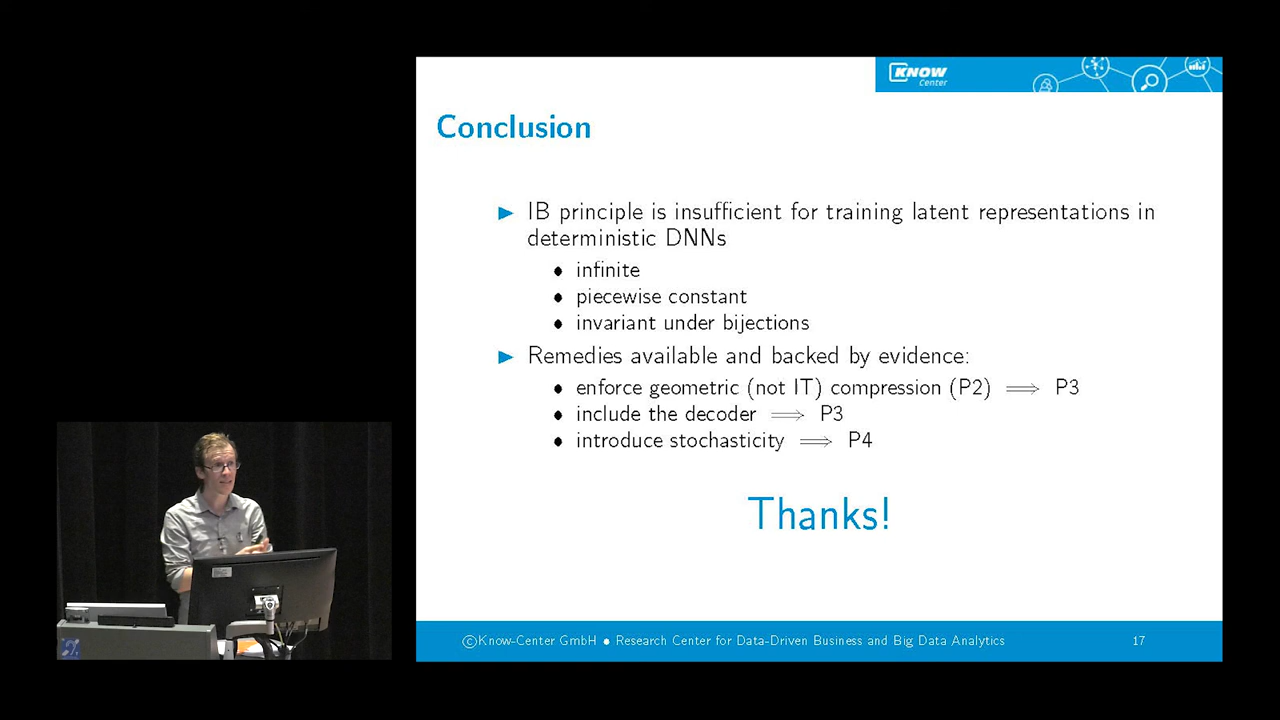 KNOW
Center
Conclusion
IB principle is insufficient for training latent representations in
deterministic DNNs
infinite
piecewise constant
invariant under bijections
Remedies available and backed by evidence:
enforce geometric (not IT) compression (P2) ⟹ P3
include the decoder ⟹ P3
introduce stochasticity ⟹ P4
Thanks!
©Know-Center GmbH • Research Center for Data-Driven Business and Big Data Analytics 17